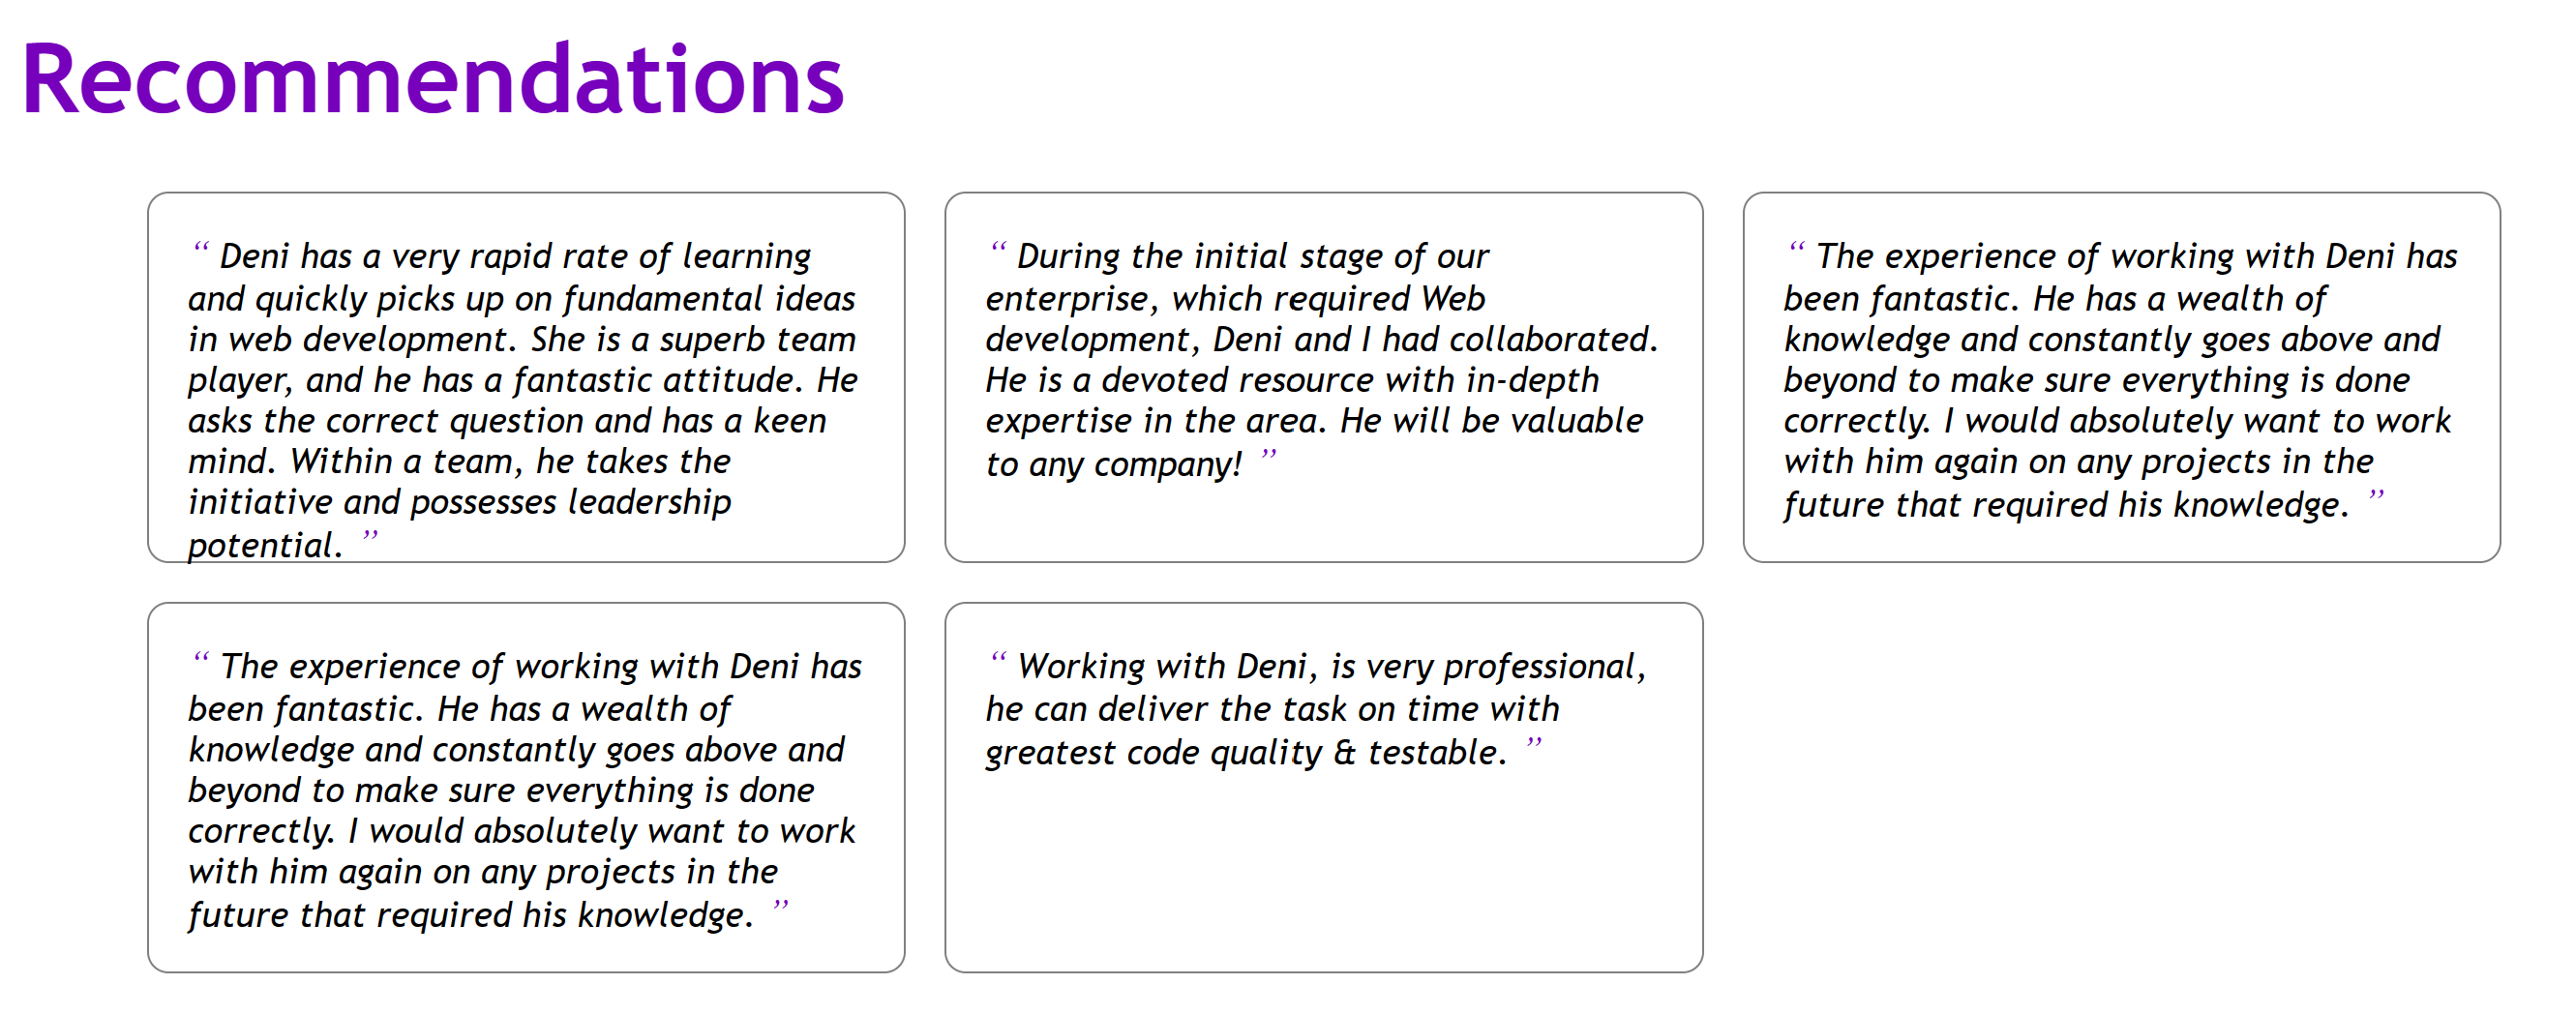 Recommendations
“ Deni has a very rapid rate of learning
and quickly picks up on fundamental ideas
in web development. She is a superb team
player, and he has a fantastic attitude. He
asks the correct question and has a keen
mind. Within a team, he takes the
initiative and possesses leadership
potential. ”
“ During the initial stage of our
enterprise, which required Web
development, Deni and I had collaborated.
He is a devoted resource with in-depth
expertise in the area. He will be valuable
to any company! ”
“ The experience of working with Deni has
been fantastic. He has a wealth of
knowledge and constantly goes above and
beyond to make sure everything is done
correctly. I would absolutely want to work
with him again on any projects in the
future that required his knowledge. ”
“ The experience of working with Deni has
been fantastic. He has a wealth of
knowledge and constantly goes above and
beyond to make sure everything is done
correctly. I would absolutely want to work
with him again on any projects in the
future that required his knowledge. ”
“ Working with Deni, is very professional,
he can deliver the task on time with
greatest code quality & testable. ”